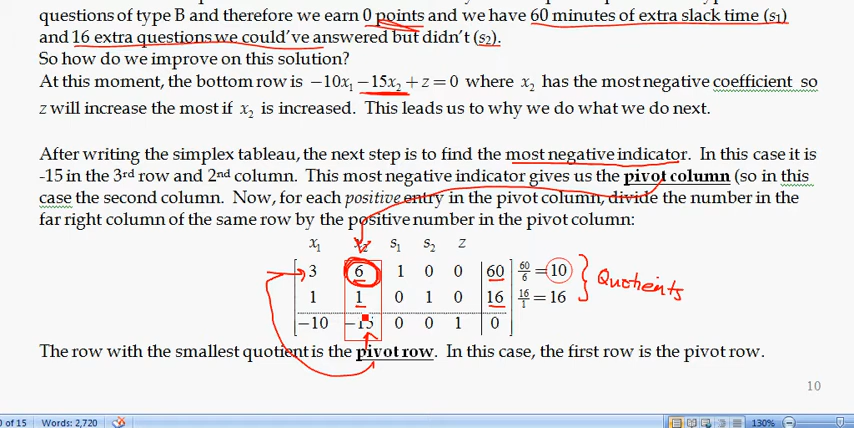 questions of type B and therefore we earn 0 points and we have 60 minutes of extra slack time (s₁)
and 16 extra questions we could've answered but didn't (s₂).
So how do we improve on this solution?
At this moment, the bottom row is −10x₁ −15x₂ + z = 0 where x₂ has the most negative coefficient so
z will increase the most if x₂ is increased. This leads us to why we do what we do next.
After writing the simplex tableau, the next step is to find the most negative indicator. In this case it is
-15 in the 3rd row and 2nd column. This most negative indicator gives us the pivot column (so in this
case the second column. Now, for each positive entry in the pivot column, divide the number in the
far right column of the same row by the positive number in the pivot column:
x₁ x₂ s₁ s₂ z
3 6 1 0 0 60 60/6 = 10
1 1 0 1 0 16 16/1 = 16
Quotients
−10 −15 0 0 1 0
The row with the smallest quotient is the pivot row. In this case, the first row is the pivot row.
10
of 15 Words: 2,720 130%